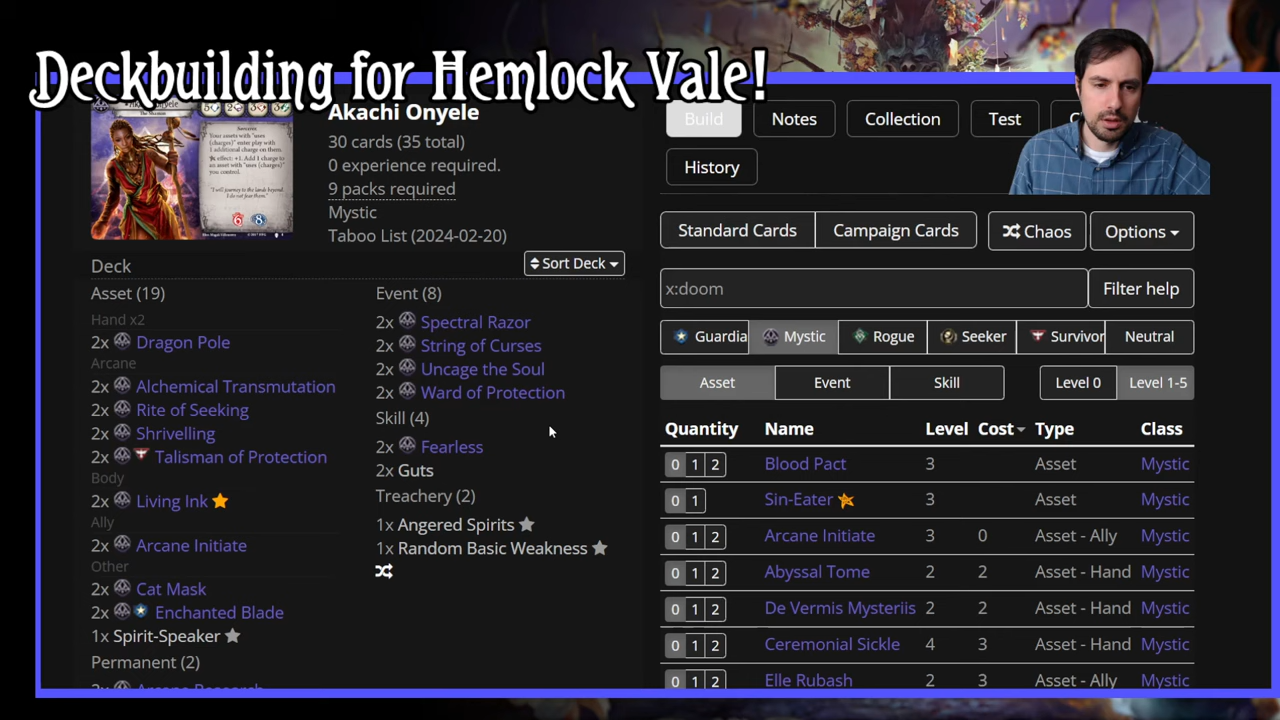 Deckbuilding for Hemlock Vale!
Akachi Onyele
30 cards (35 total)
0 experience required.
9 packs required
Mystic
Taboo List (2024-02-20)
Deck
Sort Deck
Asset (19)
Hand x2
2x Dragon Pole
Arcane
2x Alchemical Transmutation
2x Rite of Seeking
2x Shrivelling
2x Talisman of Protection
Body
2x Living Ink
Ally
2x Arcane Initiate
Other
2x Cat Mask
2x Enchanted Blade
1x Spirit-Speaker
Permanent (2)
Event (8)
2x Spectral Razor
2x String of Curses
2x Uncage the Soul
2x Ward of Protection
Skill (4)
2x Fearless
2x Guts
Treachery (2)
1x Angered Spirits
1x Random Basic Weakness
Build Notes Collection Test
History
Standard Cards Campaign Cards Chaos Options
x:doom Filter help
Guardia Mystic Rogue Seeker Survivor Neutral
Asset Event Skill Level 0 Level 1-5
Quantity Name Level Cost Type Class
0 1 2 Blood Pact 3 Asset Mystic
0 1 Sin-Eater 3 Asset Mystic
0 1 2 Arcane Initiate 3 0 Asset - Ally Mystic
0 1 2 Abyssal Tome 2 2 Asset - Hand Mystic
0 1 2 De Vermis Mysteriis 2 2 Asset - Hand Mystic
0 1 2 Ceremonial Sickle 4 3 Asset - Hand Mystic
0 1 2 Elle Rubash 2 3 Asset - Ally Mystic